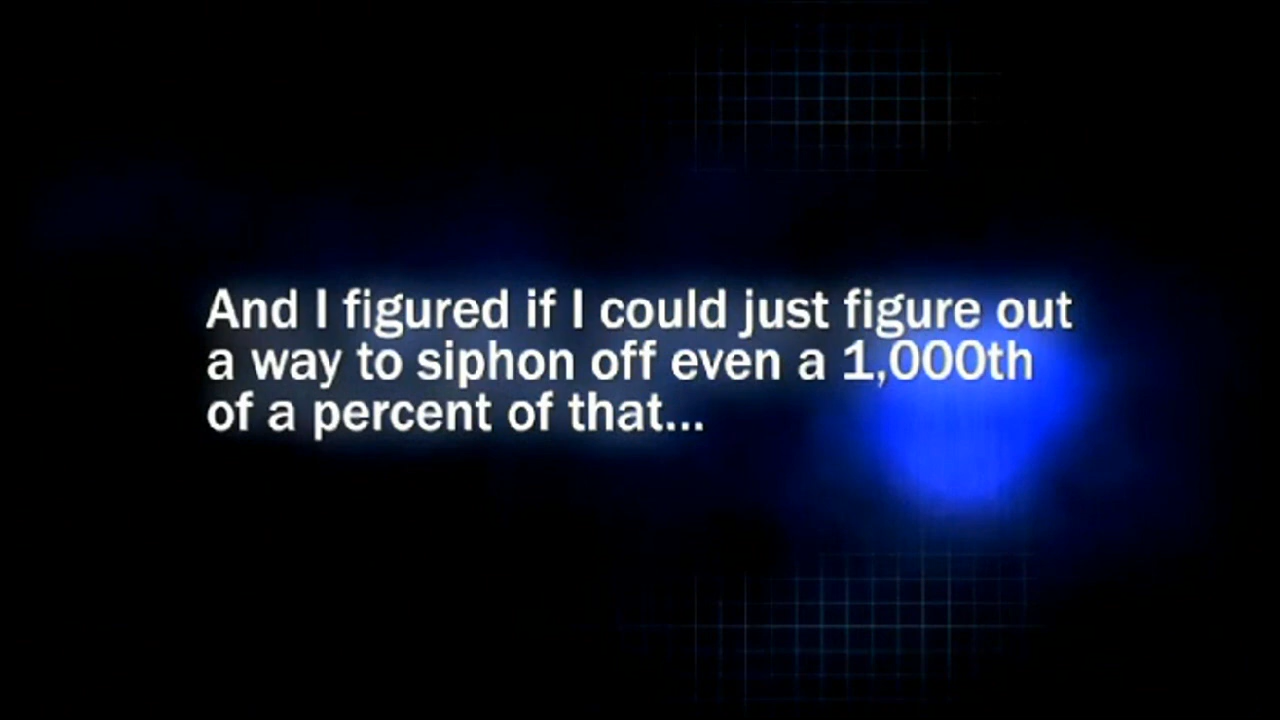 And I figured if I could just figure out
a way to siphon off even a 1,000th
of a percent of that...